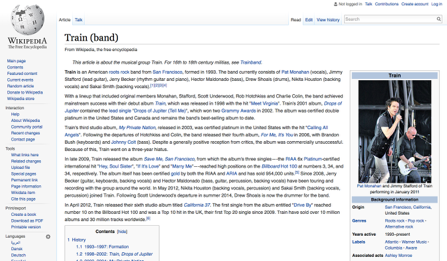 Not logged in Talk Contributions Create account Log in
Article Talk
Read Edit View history
Search
WIKIPEDIA
The Free Encyclopedia
Main page
Contents
Featured content
Current events
Random article
Donate to Wikipedia
Wikipedia store
Interaction
Help
About Wikipedia
Community portal
Recent changes
Contact page
Tools
What links here
Related changes
Upload file
Special pages
Permanent link
Page information
Wikidata item
Cite this page
Print/export
Create a book
Download as PDF
Printable version
Languages
Dansk
Deutsch
Train (band)
From Wikipedia, the free encyclopedia
This article is about the musical group Train. For 16th to 18th century militias, see Trainband.
Train is an American roots rock band from San Francisco, formed in 1993. The band currently consists of Pat Monahan (vocals), Jimmy
Stafford (lead guitar), Jerry Becker (rhythm guitar and piano), Hector Maldonado (bass), Drew Shoals (drums), Nikita Houston (backing
vocals) and Sakai Smith (backing vocals).
With a lineup that included original members Monahan, Stafford, Scott Underwood, Rob Hotchkiss and Charlie Colin, the band achieved
mainstream success with their debut album Train, which was released in 1998 with the hit "Meet Virginia". Train's 2001 album, Drops of
Jupiter contained the lead single "Drops of Jupiter (Tell Me)", which won two Grammy Awards in 2002. The album was certified double
platinum in the United States and Canada and remains the band's best-selling album to date.
Train's third studio album, My Private Nation, released in 2003, was certified platinum in the United States with the hit "Calling All
Angels". Following the departures of Hotchkiss and Colin, the band released their fourth album, For Me, It's You in 2006, with Brandon
Bush (keyboards) and Johnny Colt (bass). Despite a generally positive reception from critics, the album was commercially unsuccessful.
Because of this, Train went on a three-year hiatus.
In late 2009, Train released the album Save Me, San Francisco, from which the album's three singles—the RIAA 6x Platinum-certified
international hit "Hey, Soul Sister", "If It's Love" and "Marry Me"—reached high positions on the Billboard Hot 100 at numbers 3, 34, and
34, respectively. The album itself has been certified gold by both the RIAA and ARIA and has sold 954,000 units. Since 2008, Jerry
Becker (guitar, keyboards, backing vocals) and Hector Maldonado (bass, guitar, percussion, backing vocals) have been touring and
recording with the group around the world. In May 2012, Nikita Houston (backing vocals, percussion) and Sakai Smith (backing vocals,
percussion) joined Train. Following Scott Underwood's departure in summer 2014, Drew Shoals is now the drummer for the band.
In April 2012, Train released their sixth studio album titled California 37. The first single from the album entitled "Drive By" reached
number 10 on the Billboard Hot 100 and was a Top 10 hit in the UK, their first Top 20 single since 2009. Train have sold over 10 million
albums and 30 million tracks worldwide.
Contents [hide]
1 History
1.1 1993–1997: Formation
1.2 1998–2002: Train, Drops of Jupiter
Train
Pat Monahan and Jimmy Stafford of Train
performing in January 2011
Background information
Origin San Francisco, California,
United States
Genres Roots rock · Pop rock ·
Alternative rock
Years active 1993–present
Labels Atlantic · Warner Music ·
Columbia · Aware
Associated acts Ashley Monroe